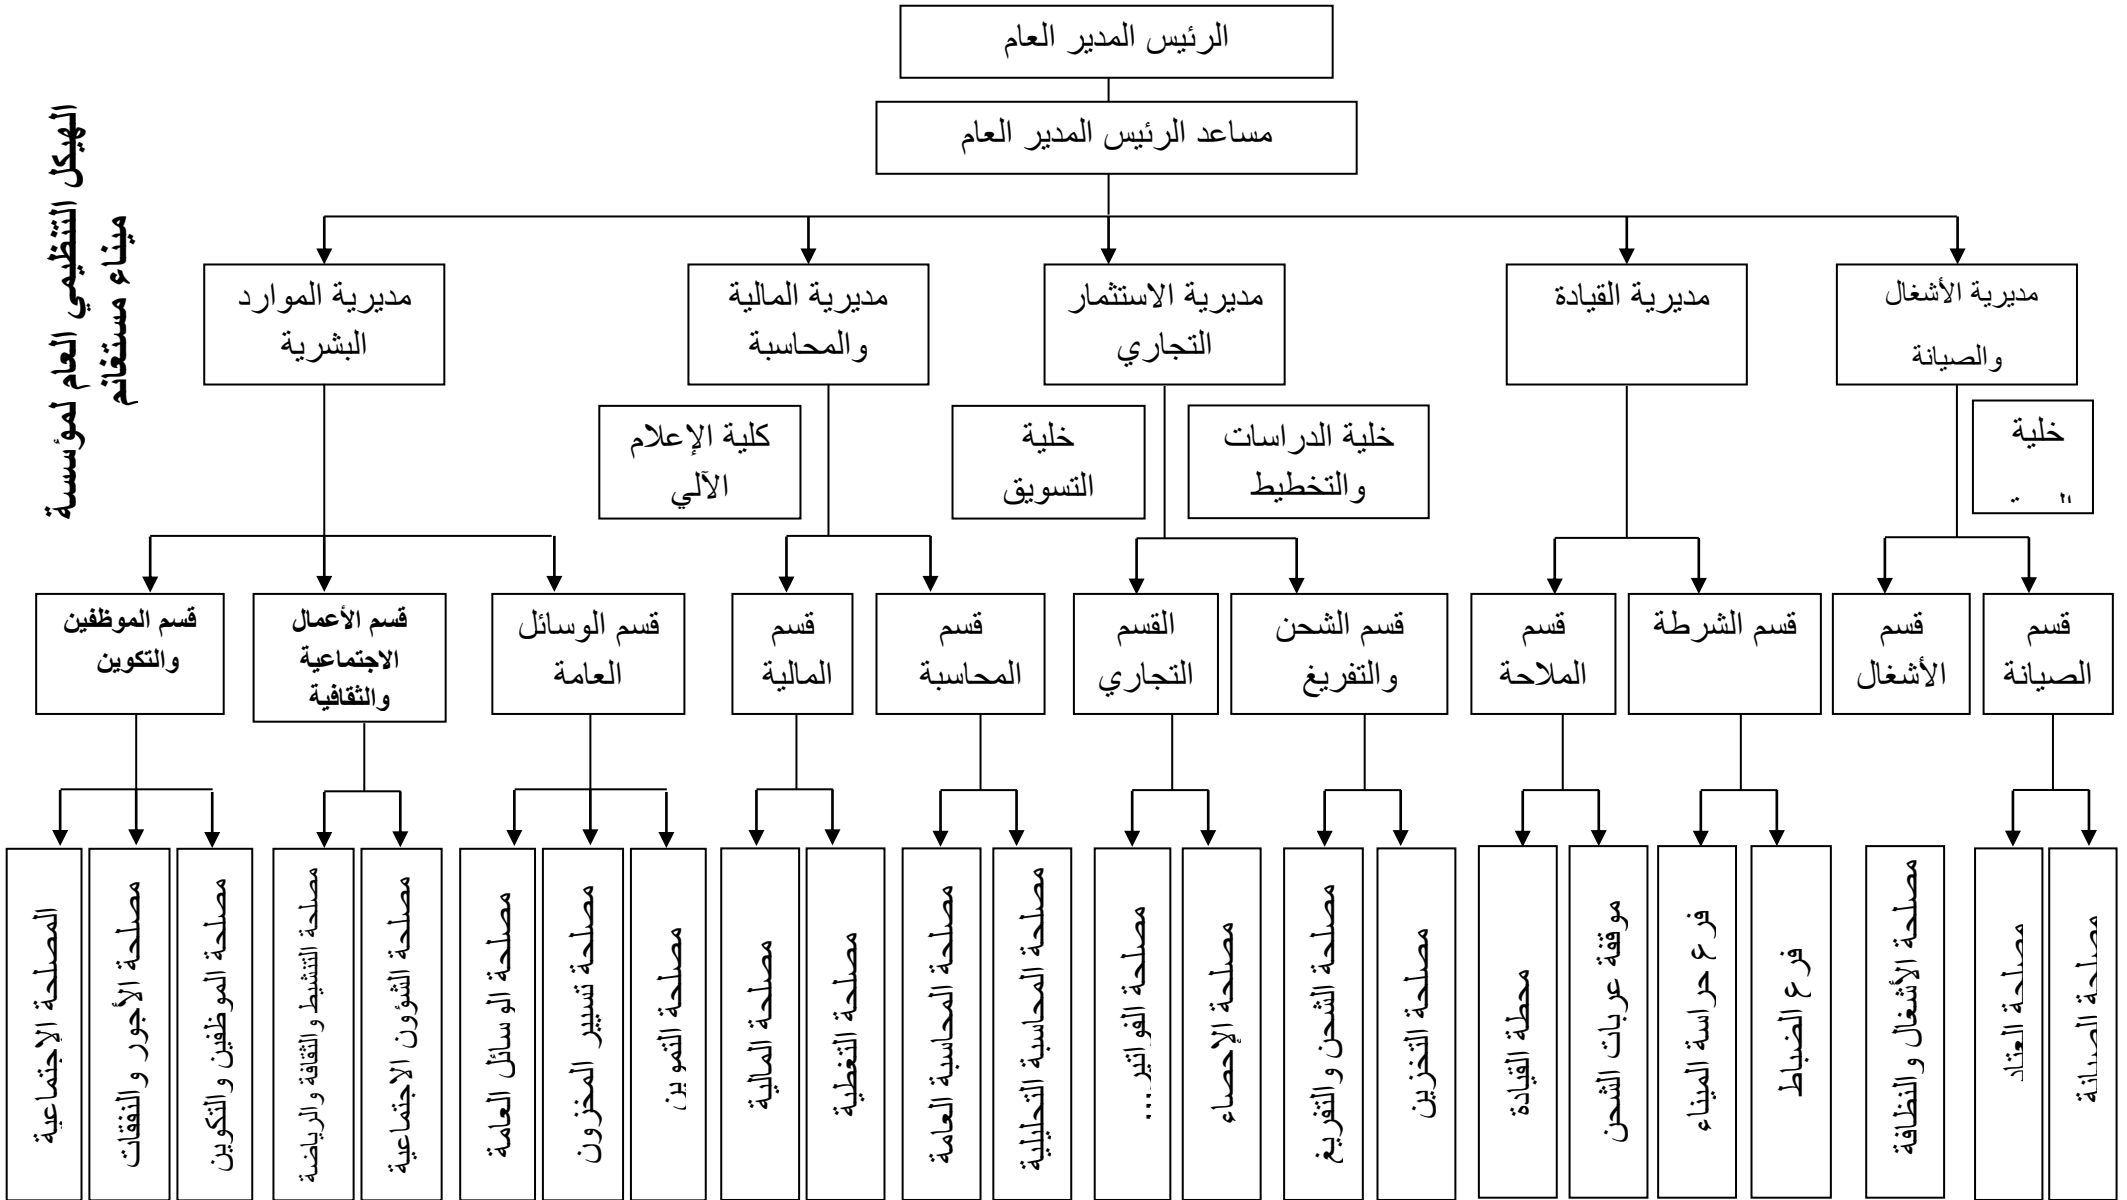 الهيكل التنظيمي العام لمؤسسة
ميناء مستغانم
الرئيس المدير العام
مساعد الرئيس المدير العام
مديرية الأشغال
والصيانة
مديرية القيادة
مديرية الاستثمار
التجاري
مديرية المالية
والمحاسبة
مديرية الموارد
البشرية
خلية
خلية الدراسات
والتخطيط
خلية
التسويق
كلية الإعلام
الآلي
قسم
الصيانة
قسم
الأشغال
قسم الشرطة
قسم
الملاحة
قسم الشحن
والتفريغ
القسم
التجاري
قسم
المحاسبة
قسم
المالية
قسم الوسائل
العامة
قسم الأعمال
الاجتماعية
والثقافية
قسم الموظفين
والتكوين
مصلحة الصيانة
مصلحة العتاد
مصلحة الأشغال والنظافة
فرع الضباط
فرع حراسة الميناء
موقفة عربات الشحن
محطة القيادة
مصلحة التخزين
مصلحة الشحن والتفريغ
مصلحة الإحصاء
مصلحة الفواتير...
مصلحة المحاسبة التحليلية
مصلحة المحاسبة العامة
مصلحة التغطية
مصلحة المالية
مصلحة التموين
مصلحة تسيير المخزون
مصلحة الوسائل العامة
مصلحة الشؤون الاجتماعية
مصلحة التنشيط والثقافة والرياضة
مصلحة الموظفين والتكوين
مصلحة الأجور والنفقات
المصلحة الاجتماعية